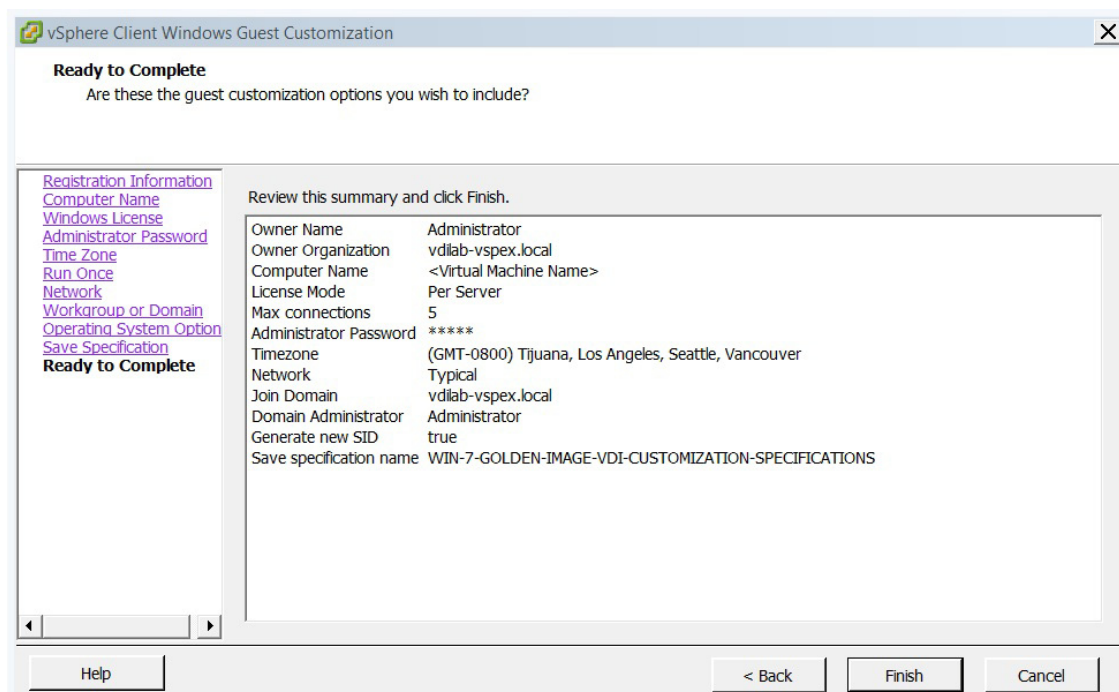 vSphere Client Windows Guest Customization
Ready to Complete
Are these the guest customization options you wish to include?
Registration Information
Computer Name
Windows License
Administrator Password
Time Zone
Run Once
Network
Workgroup or Domain
Operating System Option
Save Specification
Ready to Complete
Review this summary and click Finish.
Owner Name Administrator
Owner Organization vdilab-vspex.local
Computer Name <Virtual Machine Name>
License Mode Per Server
Max connections 5
Administrator Password *****
Timezone (GMT-0800) Tijuana, Los Angeles, Seattle, Vancouver
Network Typical
Join Domain vdilab-vspex.local
Domain Administrator Administrator
Generate new SID true
Save specification name WIN-7-GOLDEN-IMAGE-VDI-CUSTOMIZATION-SPECIFICATIONS
Help
< Back
Finish
Cancel